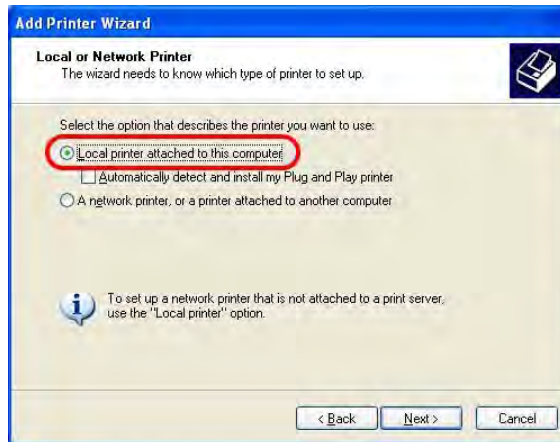 Add Printer Wizard
Local or Network Printer
The wizard needs to know which type of printer to set up.
Select the option that describes the printer you want to use:
Local printer attached to this computer
Automatically detect and install my Plug and Play printer
A network printer, or a printer attached to another computer
To set up a network printer that is not attached to a print server,
use the "Local printer" option.
< Back Next > Cancel